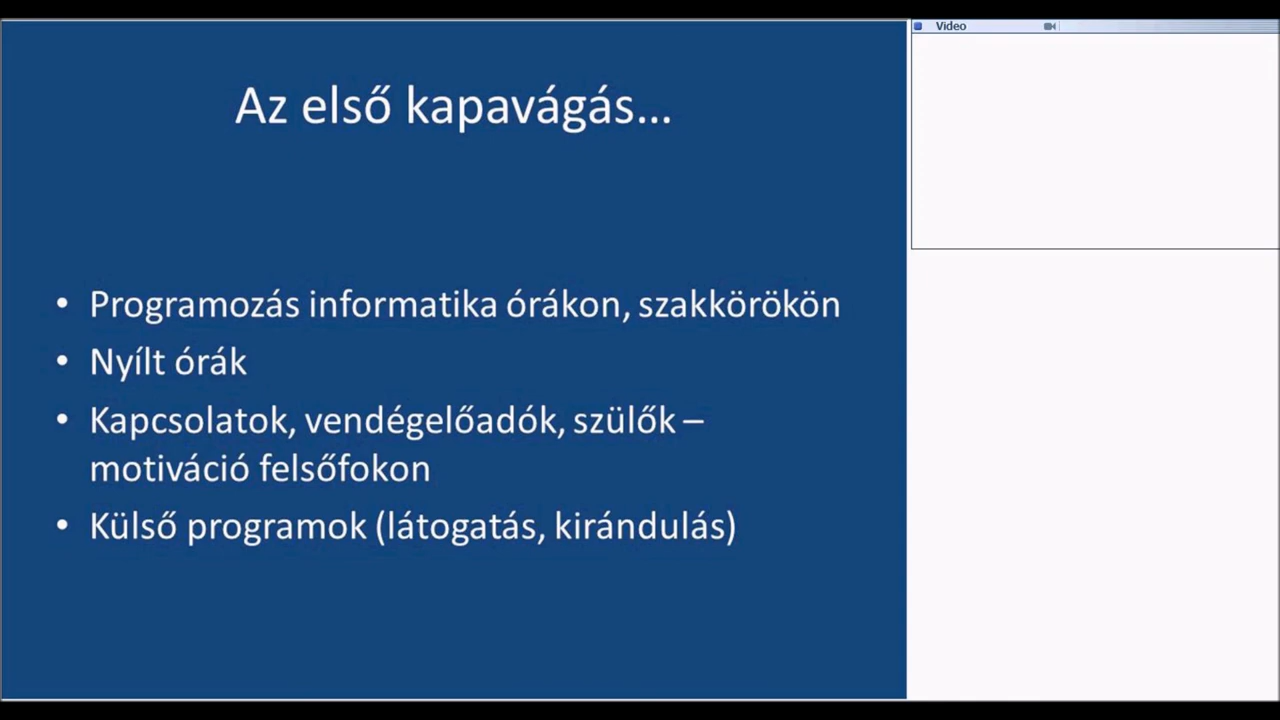 Az első kapavágás...
• Programozás informatika órákon, szakkörökön
• Nyílt órák
• Kapcsolatok, vendégelőadók, szülők –
motiváció felsőfokon
• Külső programok (látogatás, kirándulás)
Video